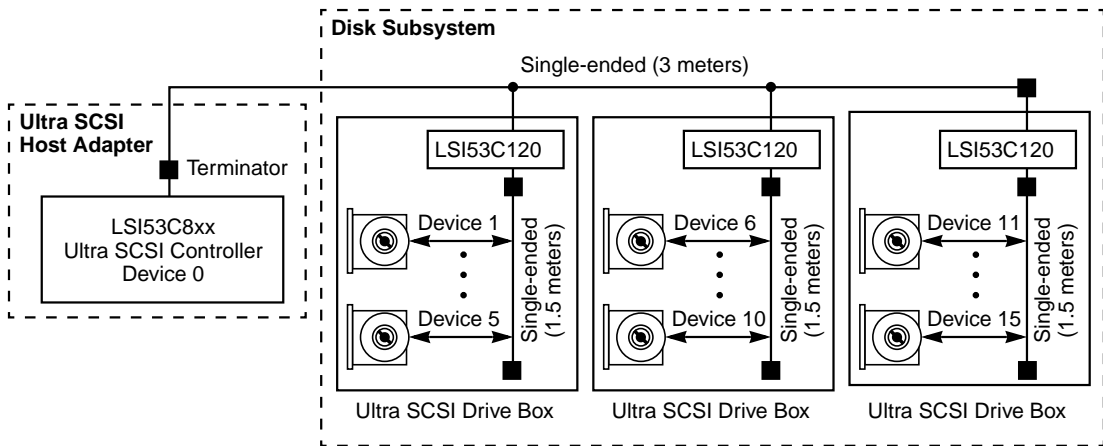 Disk Subsystem
Single-ended (3 meters)
Ultra SCSI
Host Adapter
Terminator
LSI53C8xx
Ultra SCSI Controller
Device 0
LSI53C120
Device 1
Device 5
Single-ended
(1.5 meters)
Ultra SCSI Drive Box
LSI53C120
Device 6
Device 10
Single-ended
(1.5 meters)
Ultra SCSI Drive Box
LSI53C120
Device 11
Device 15
Single-ended
(1.5 meters)
Ultra SCSI Drive Box